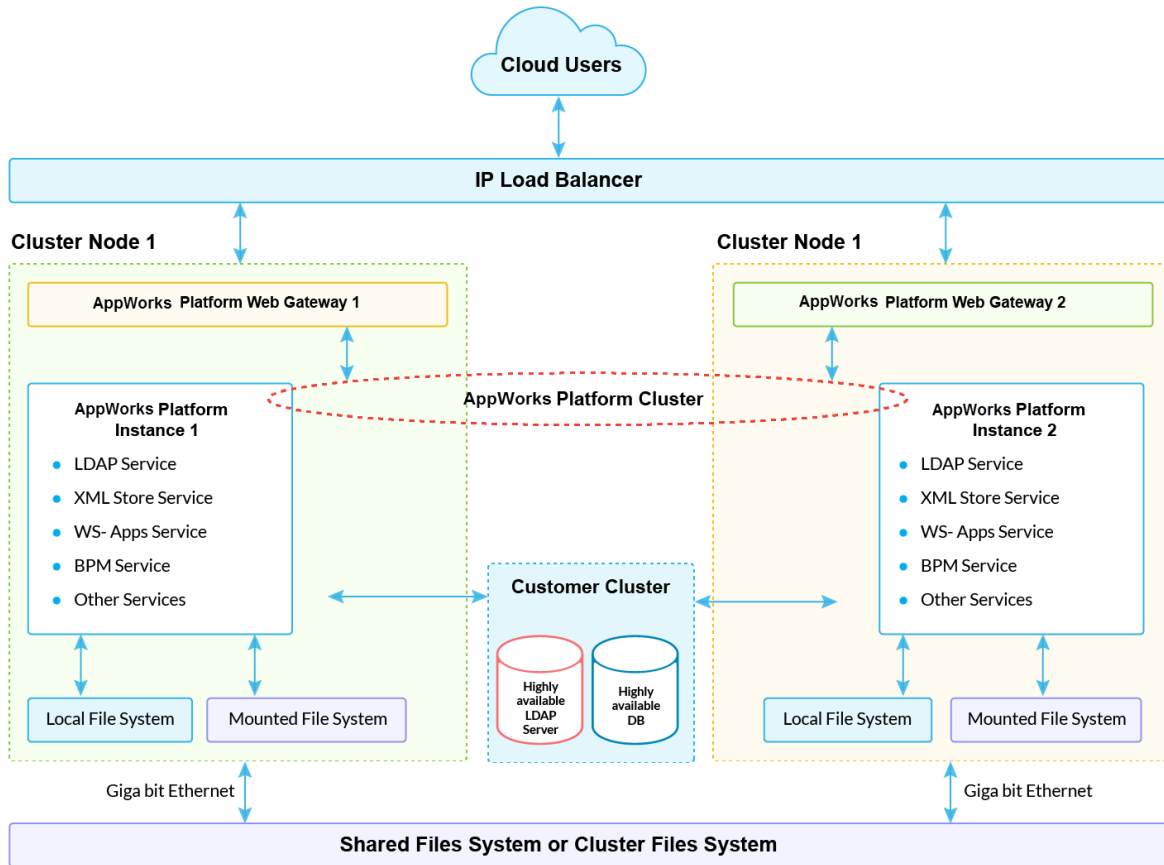 Cloud Users
IP Load Balancer
Cluster Node 1
Cluster Node 1
AppWorks Platform Web Gateway 1
AppWorks Platform Web Gateway 2
AppWorks Platform Cluster
AppWorks Platform
Instance 1
LDAP Service
XML Store Service
WS- Apps Service
BPM Service
Other Services
AppWorks Platform
Instance 2
LDAP Service
XML Store Service
WS- Apps Service
BPM Service
Other Services
Customer Cluster
Highly
available
LDAP
Server
Highly
available
DB
Local File System
Mounted File System
Local File System
Mounted File System
Giga bit Ethernet
Giga bit Ethernet
Shared Files System or Cluster Files System